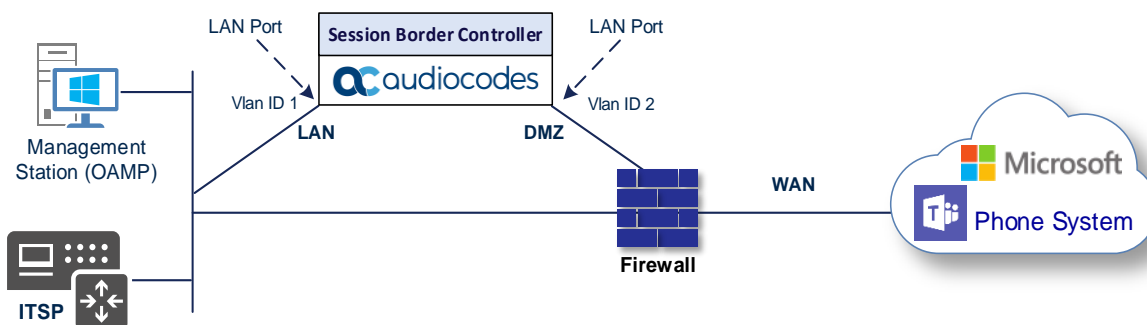 LAN Port
LAN Port
Session Border Controller
audiocodes
Vlan ID 1
Vlan ID 2
LAN
DMZ
Management
Station (OAMP)
WAN
Microsoft
T
Phone System
Firewall
ITSP